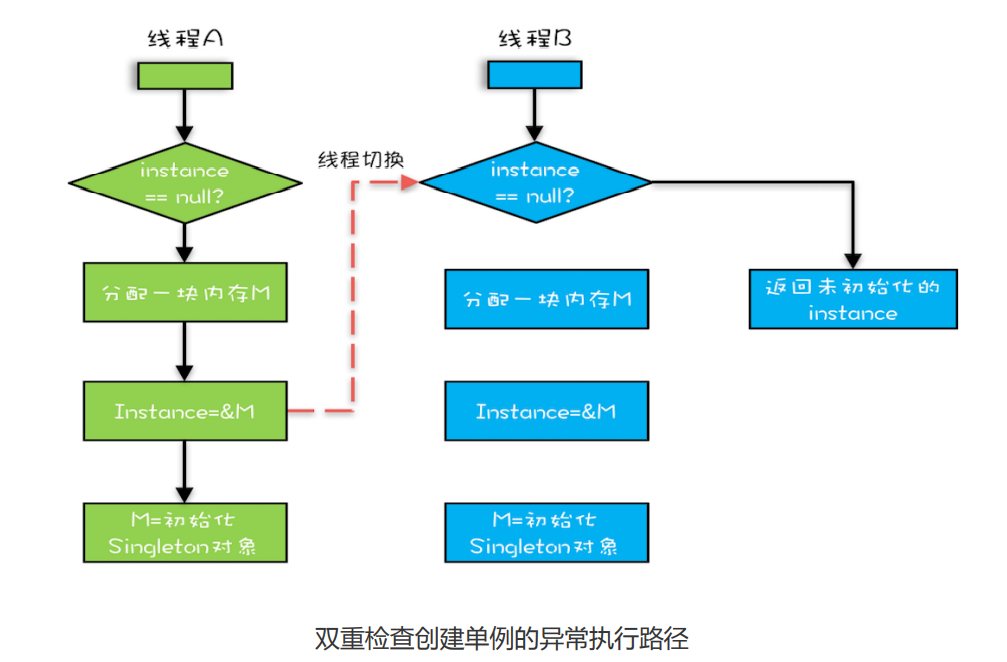 线程A
线程B
instance
== null?
线程切换
instance
== null?
分配一块内存M
分配一块内存M
返回未初始化的
instance
Instance=&M
Instance=&M
M=初始化
Singleton对象
M=初始化
Singleton对象
双重检查创建单例的异常执行路径